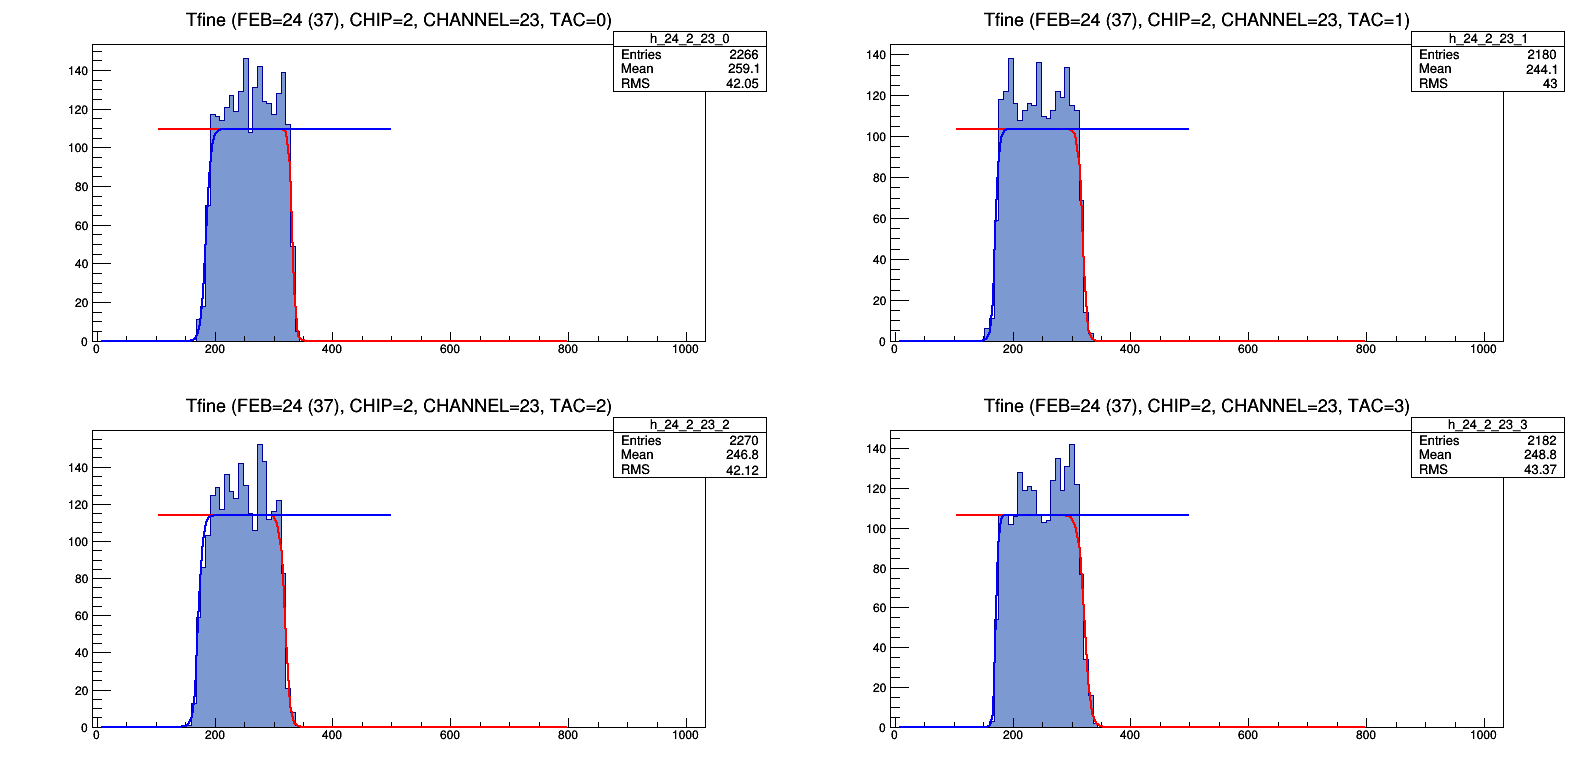 Tfine (FEB=24 (37), CHIP=2, CHANNEL=23, TAC=0)
h_24_2_23_0
Entries 2266
Mean 259.1
RMS 42.05
140
120
100
80
60
40
20
0
0 200 400 600 800 1000
Tfine (FEB=24 (37), CHIP=2, CHANNEL=23, TAC=1)
h_24_2_23_1
Entries 2180
Mean 244.1
RMS 43
140
120
100
80
60
40
20
0
0 200 400 600 800 1000
Tfine (FEB=24 (37), CHIP=2, CHANNEL=23, TAC=2)
h_24_2_23_2
Entries 2270
Mean 246.8
RMS 42.12
140
120
100
80
60
40
20
0
0 200 400 600 800 1000
Tfine (FEB=24 (37), CHIP=2, CHANNEL=23, TAC=3)
h_24_2_23_3
Entries 2182
Mean 248.8
RMS 43.37
140
120
100
80
60
40
20
0
0 200 400 600 800 1000